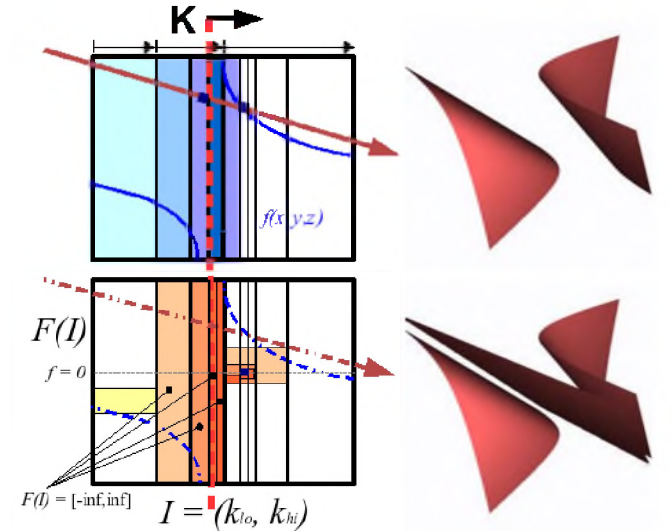 K
f(x,y,z)
F(I)
f = 0
F(I) = [-inf,inf]
I = (klo, khi)